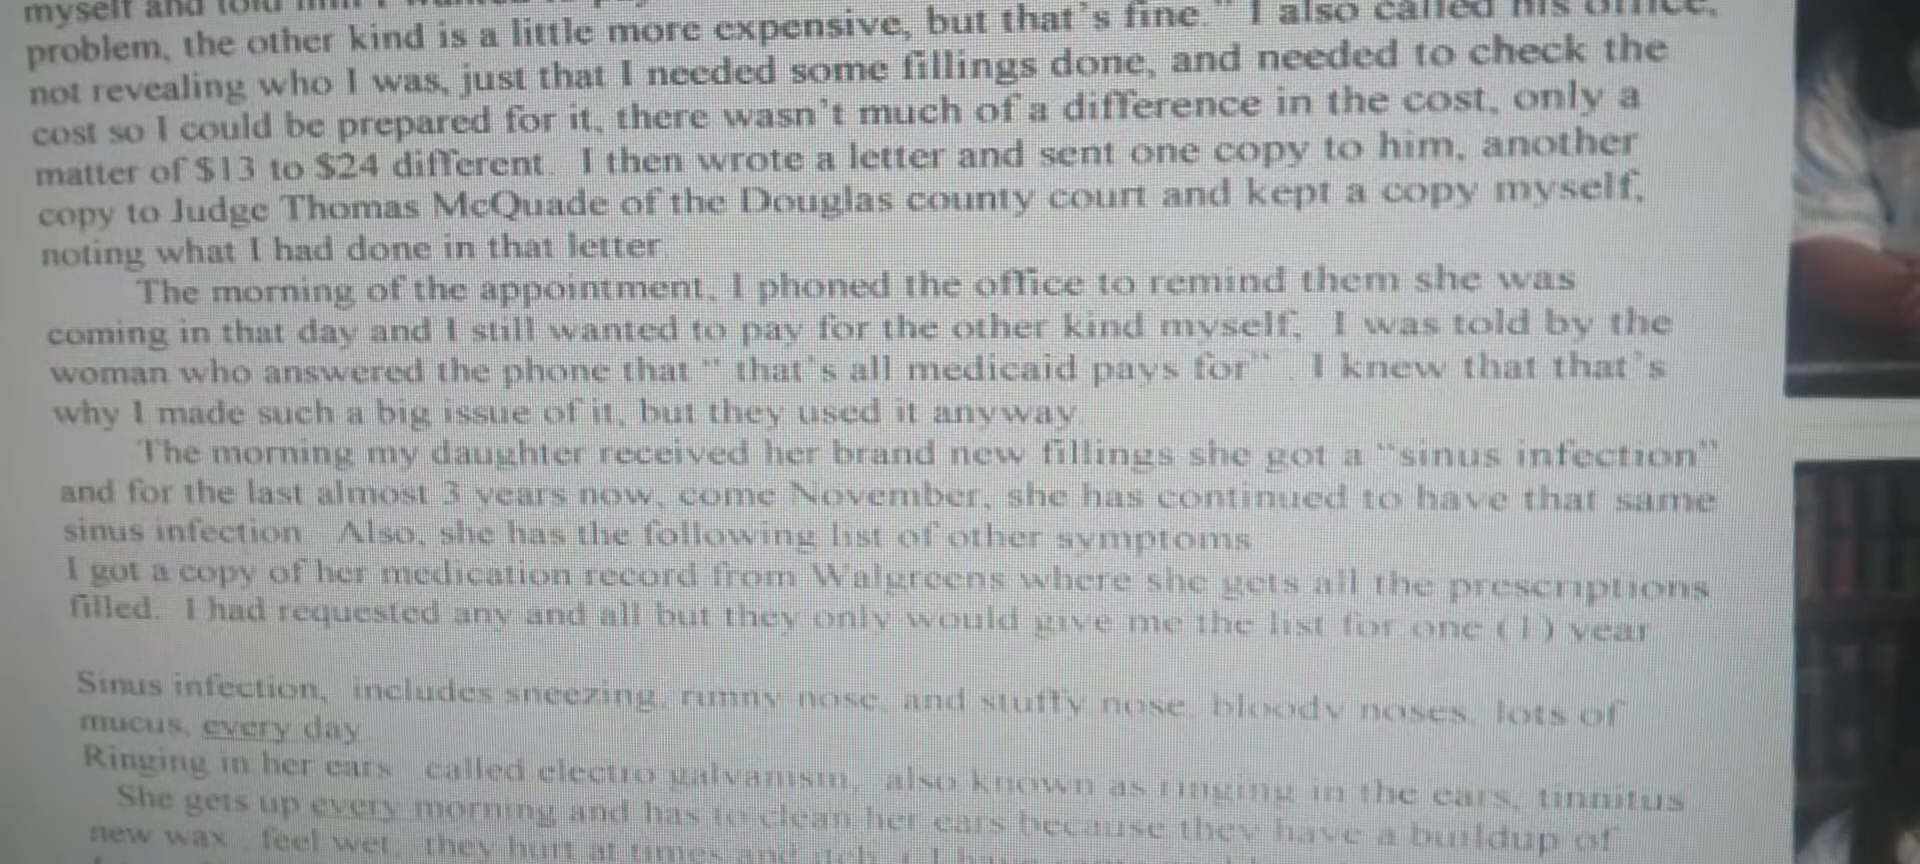 myself and told him I wanted to pay
problem, the other kind is a little more expensive, but that's fine." I also called his office,
not revealing who I was, just that I needed some fillings done, and needed to check the
cost so I could be prepared for it, there wasn't much of a difference in the cost, only a
matter of $13 to $24 different. I then wrote a letter and sent one copy to him, another
copy to Judge Thomas McQuade of the Douglas county court and kept a copy myself,
noting what I had done in that letter.
The morning of the appointment, I phoned the office to remind them she was
coming in that day and I still wanted to pay for the other kind myself, I was told by the
woman who answered the phone that " that's all medicaid pays for". I knew that that's
why I made such a big issue of it, but they used it anyway.
The morning my daughter received her brand new fillings she got a "sinus infection"
and for the last almost 3 years now, come November, she has continued to have that same
sinus infection. Also, she has the following list of other symptoms
I got a copy of her medication record from Walgreens where she gets all the prescriptions
filled. I had requested any and all but they only would give me the list for one (1) year
Sinus infection, includes sneezing, runny nose, and stuffy nose, bloody noses, lots of
mucus, every day
Ringing in her ears called electro galvanism, also known as ringing in the ears, tinnitus
She gets up every morning and has to clean her ears because they have a buildup of
new wax feel wet, they hurt at times and itch